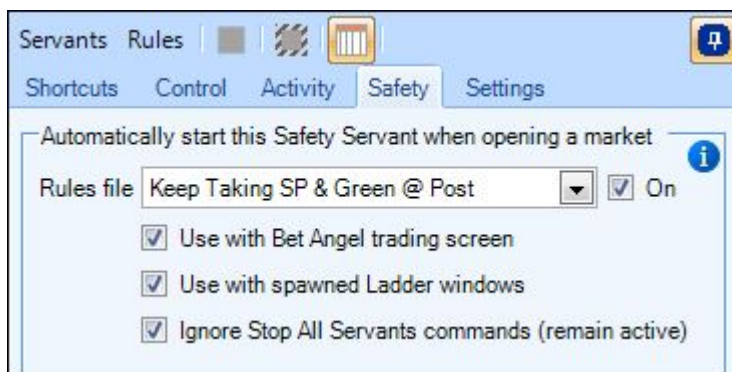 Servants Rules
Shortcuts Control Activity Safety Settings
Automatically start this Safety Servant when opening a market
i
Rules file Keep Taking SP & Green @ Post On
Use with Bet Angel trading screen
Use with spawned Ladder windows
Ignore Stop All Servants commands (remain active)